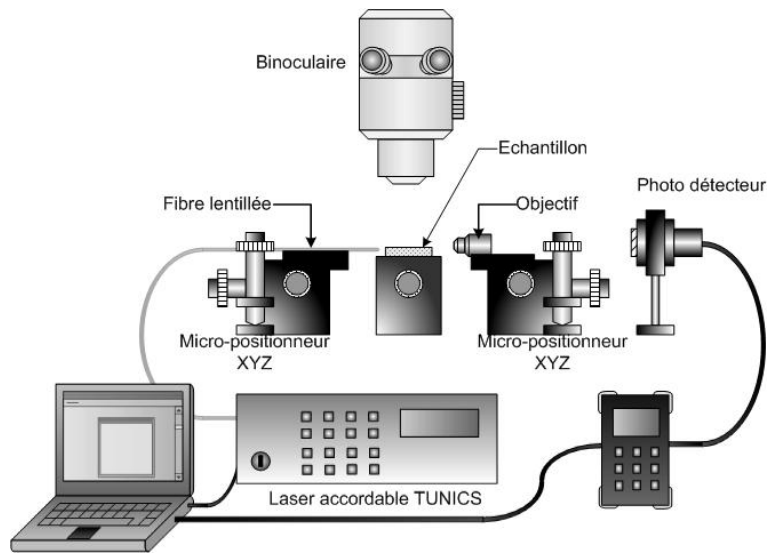 Binoculaire
Echantillon
Photo détecteur
Fibre lentillée
Objectif
Micro-positionneur
XYZ
Micro-positionneur
XYZ
Laser accordable TUNICS